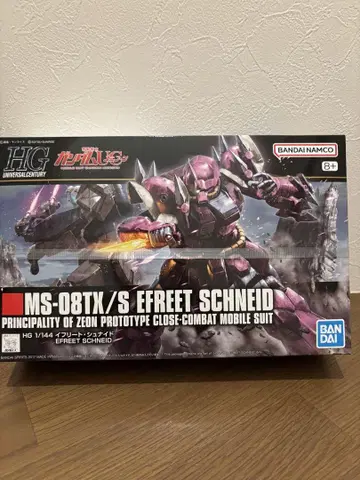 HG
UNIVERSAL CENTURY
ガンダムUC
BANDAI NAMCO
8+
MS-08TX/S EFREET SCHNEID
PRINCIPALITY OF ZEON PROTOTYPE CLOSE-COMBAT MOBILE SUIT
HG 1/144 イフリート・シュナイド
EFREET SCHNEID
BAN
DAI